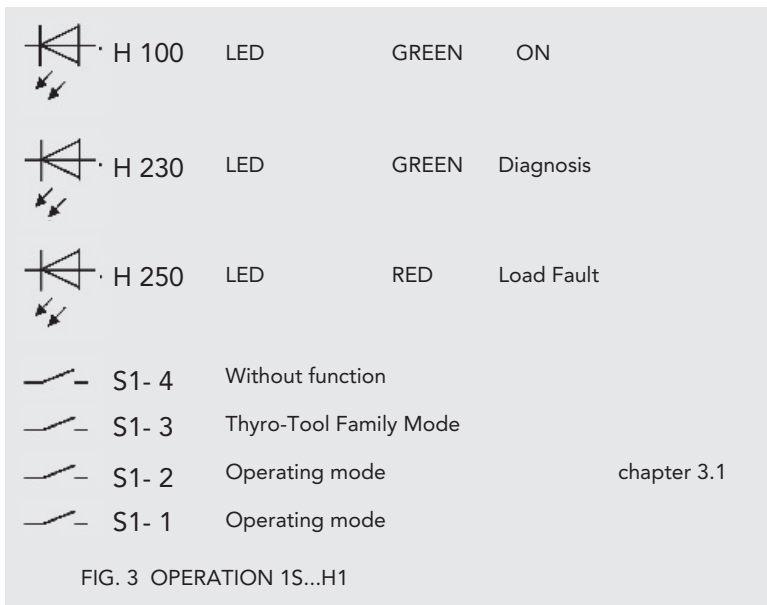 H 100 LED GREEN ON
H 230 LED GREEN Diagnosis
H 250 LED RED Load Fault
S1- 4 Without function
S1- 3 Thyro-Tool Family Mode
S1- 2 Operating mode chapter 3.1
S1- 1 Operating mode
FIG. 3 OPERATION 1S...H1